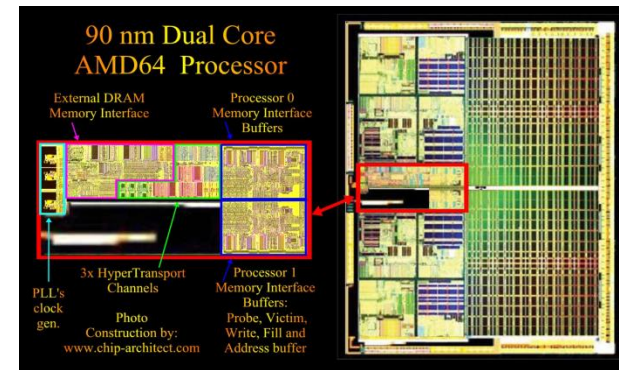 90 nm Dual Core
AMD64 Processor
External DRAM
Memory Interface
Processor 0
Memory Interface
Buffers
3x HyperTransport
Channels
PLL's
clock
gen.
Processor 1
Memory Interface
Buffers:
Probe, Victim,
Write, Fill and
Address buffer
Photo
Construction by:
www.chip-architect.com